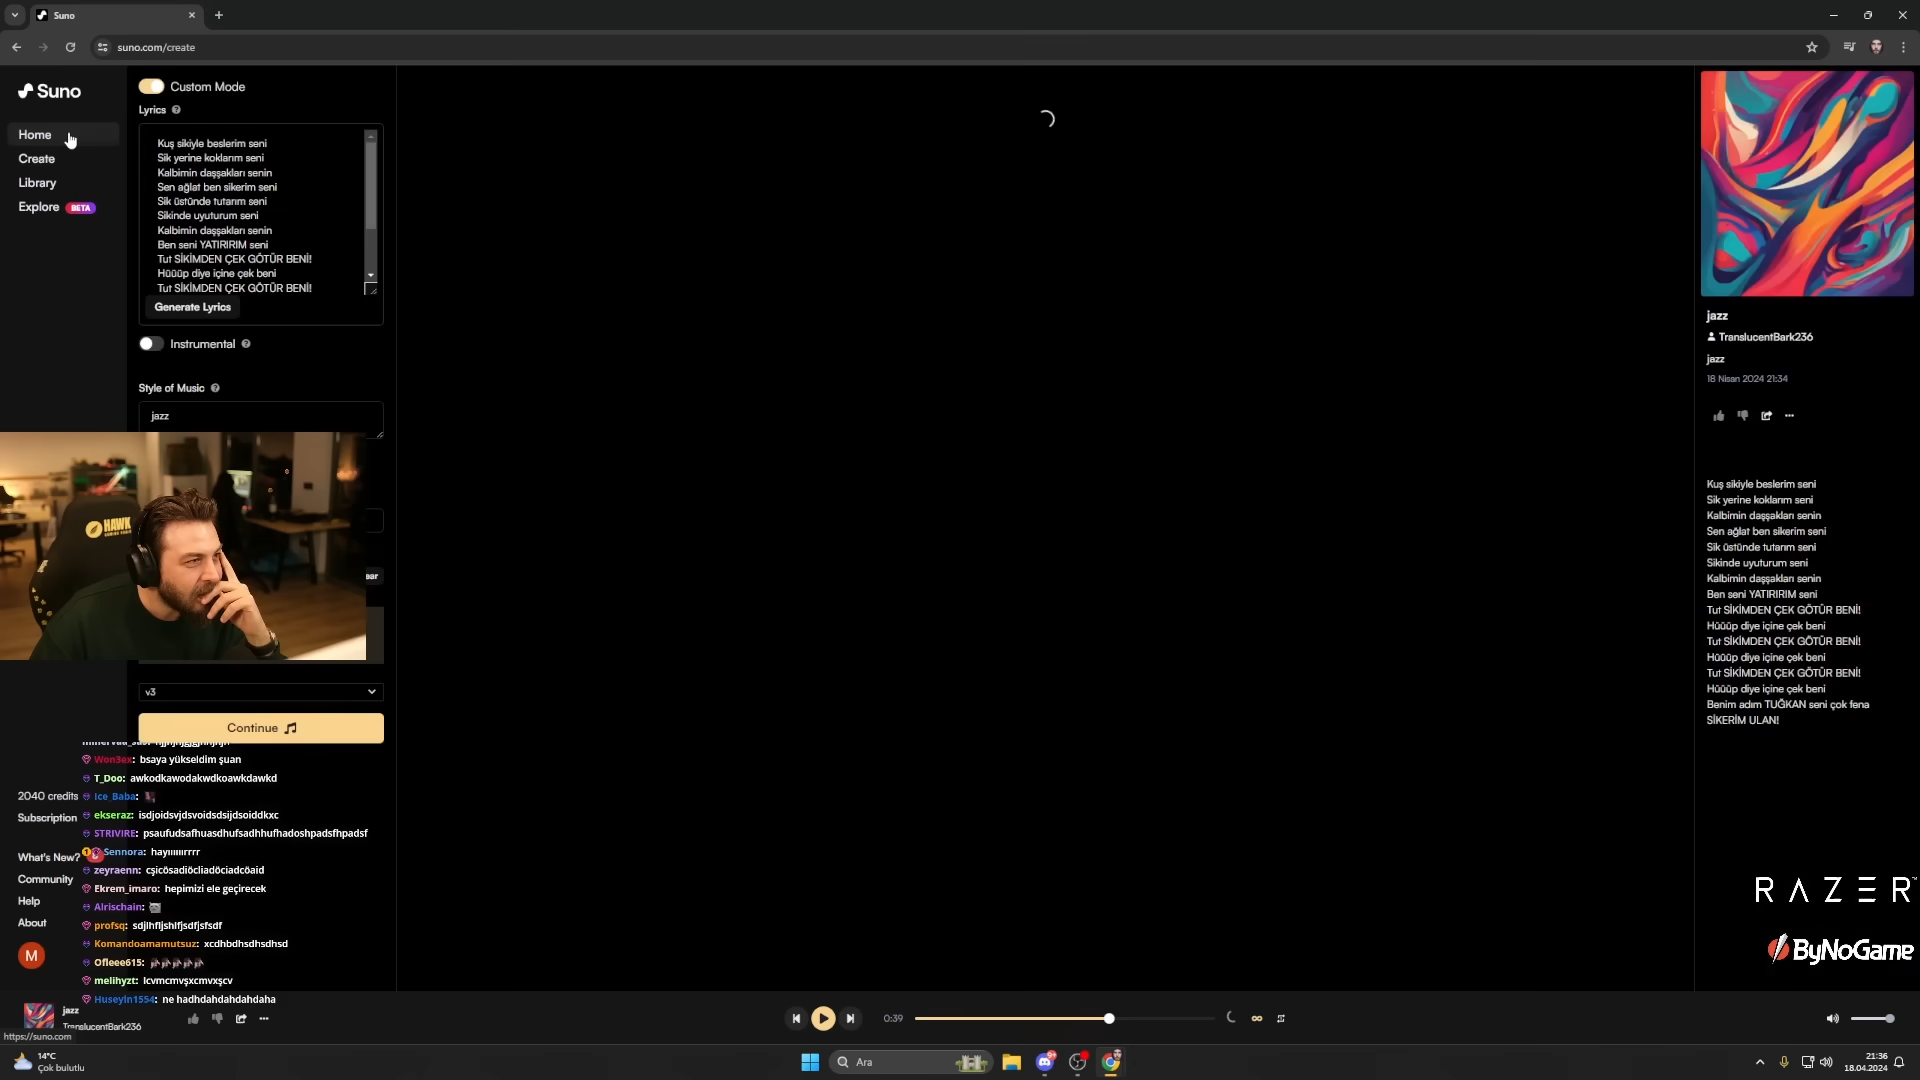 Suno
suno.com/create
Suno
Home
Create
Library
Explore BETA
Custom Mode
Lyrics
Kuş sikiyle beslerim seni
Sik yerine koklarım seni
Kalbimin daşşakları senin
Sen ağlat ben sikerim seni
Sik üstünde tutarım seni
Sikinde uyuturum seni
Kalbimin daşşakları senin
Ben seni YATIRIRIM seni
Tut SİKİMDEN ÇEK GÖTÜR BENİ!
Hüüüp diye içine çek beni
Tut SİKİMDEN ÇEK GÖTÜR BENİ!
Generate Lyrics
Instrumental
Style of Music
jazz
HAWK
ear
v3
Continue
Won3ex: bsaya yükseldim şuan
T_Doo: awkodkawodakwdkoawkdawkd
2040 credits
Ice_Baba:
ekseraz: isdjoidsvjdsvoidsdsijdsoiddkxc
Subscription
STRIVIRE: psaufudsafhuasdhufsadhhufhadoshpadsfhpadsf
What's New?
Sennora: hayıııııırrrr
zeyraenn: cşicösadiöcliadöciadcöaid
Community
Ekrem_imaro: hepimizi ele geçirecek
Help
Alrischain:
About
profsq: sdjlhfljshlfjsdfjsfsdf
Komandoamamutsuz: xcdhbdhsdhsdhsd
M
Ofleee615:
melihyzt: lcvmcmvşxcmvxşcv
Huseyin1554: ne hadhdahdahdahdaha
jazz
TranslucentBark236
https://suno.com
0:39
jazz
TranslucentBark236
jazz
18 Nisan 2024 21:34
Kuş sikiyle beslerim seni
Sik yerine koklarım seni
Kalbimin daşşakları senin
Sen ağlat ben sikerim seni
Sik üstünde tutarım seni
Sikinde uyuturum seni
Kalbimin daşşakları senin
Ben seni YATIRIRIM seni
Tut SİKİMDEN ÇEK GÖTÜR BENİ!
Hüüüp diye içine çek beni
Tut SİKİMDEN ÇEK GÖTÜR BENİ!
Hüüüp diye içine çek beni
Tut SİKİMDEN ÇEK GÖTÜR BENİ!
Hüüüp diye içine çek beni
Benim adım TUĞKAN seni çok fena
SİKERİM ULAN!
RAZER
ByNoGame
14°C
Çok bulutlu
Ara
21:36
18.04.2024